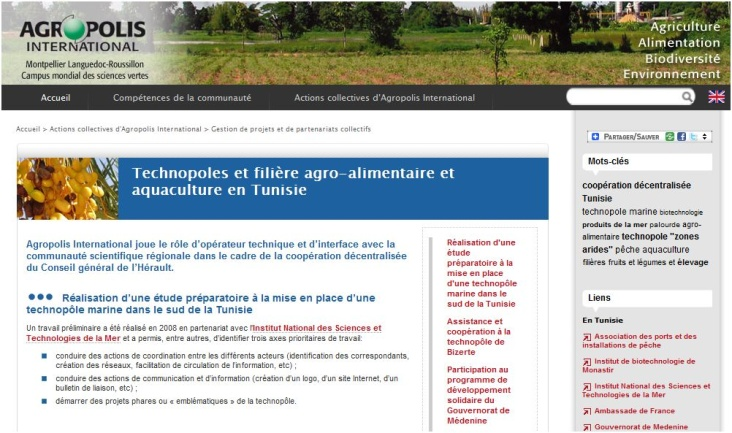 AGROPOLIS
INTERNATIONAL
Montpellier Languedoc-Roussillon
Campus mondial des sciences vertes
Agriculture
Alimentation
Biodiversité
Environnement
Accueil
Compétences de la communauté
Actions collectives d'Agropolis International
Accueil > Actions collectives d'Agropolis International > Gestion de projets et de partenariats collectifs
Technopoles et filière agro-alimentaire et
aquaculture en Tunisie
Agropolis International joue le rôle d'opérateur technique et d'interface avec la
communauté scientifique régionale dans le cadre de la coopération décentralisée
du Conseil général de l'Hérault.
Réalisation d'une étude préparatoire à la mise en place d'une
technopôle marine dans le sud de la Tunisie
Un travail préliminaire a été réalisé en 2008 en partenariat avec l'Institut National des Sciences et
Technologies de la Mer et a permis, entre autres, d'identifier trois axes prioritaires de travail:
conduire des actions de coordination entre les différents acteurs (identification des correspondants,
création des réseaux, facilitation de circulation de l'information, etc) ;
conduire des actions de communication et d'information (création d'un logo, d'un site Internet, d'un
bulletin de liaison, etc) ;
démarrer des projets phares ou « emblématiques » de la technopôle.
Réalisation d'une
étude
préparatoire à la
mise en place
d'une
technopôle
marine dans le
sud de la Tunisie
Assistance et
coopération à la
technopôle de
Bizerte
Participation au
programme de
développement
solidaire du
Gouvernorat de
Médenine
PARTAGER/SAUVER
Mots-clés
coopération décentralisée
Tunisie
technopole marine biotechnologie
produits de la mer palourde agro-
alimentaire technopole "zones
arides" pêche aquaculture
filières fruits et légumes et élevage
Liens
En Tunisie
Association des ports et des
installations de pêche
Institut de biotechnologie de
Monastir
Institut National des Sciences et
Technologies de la Mer
Ambassade de France
Gouvernorat de Medenine